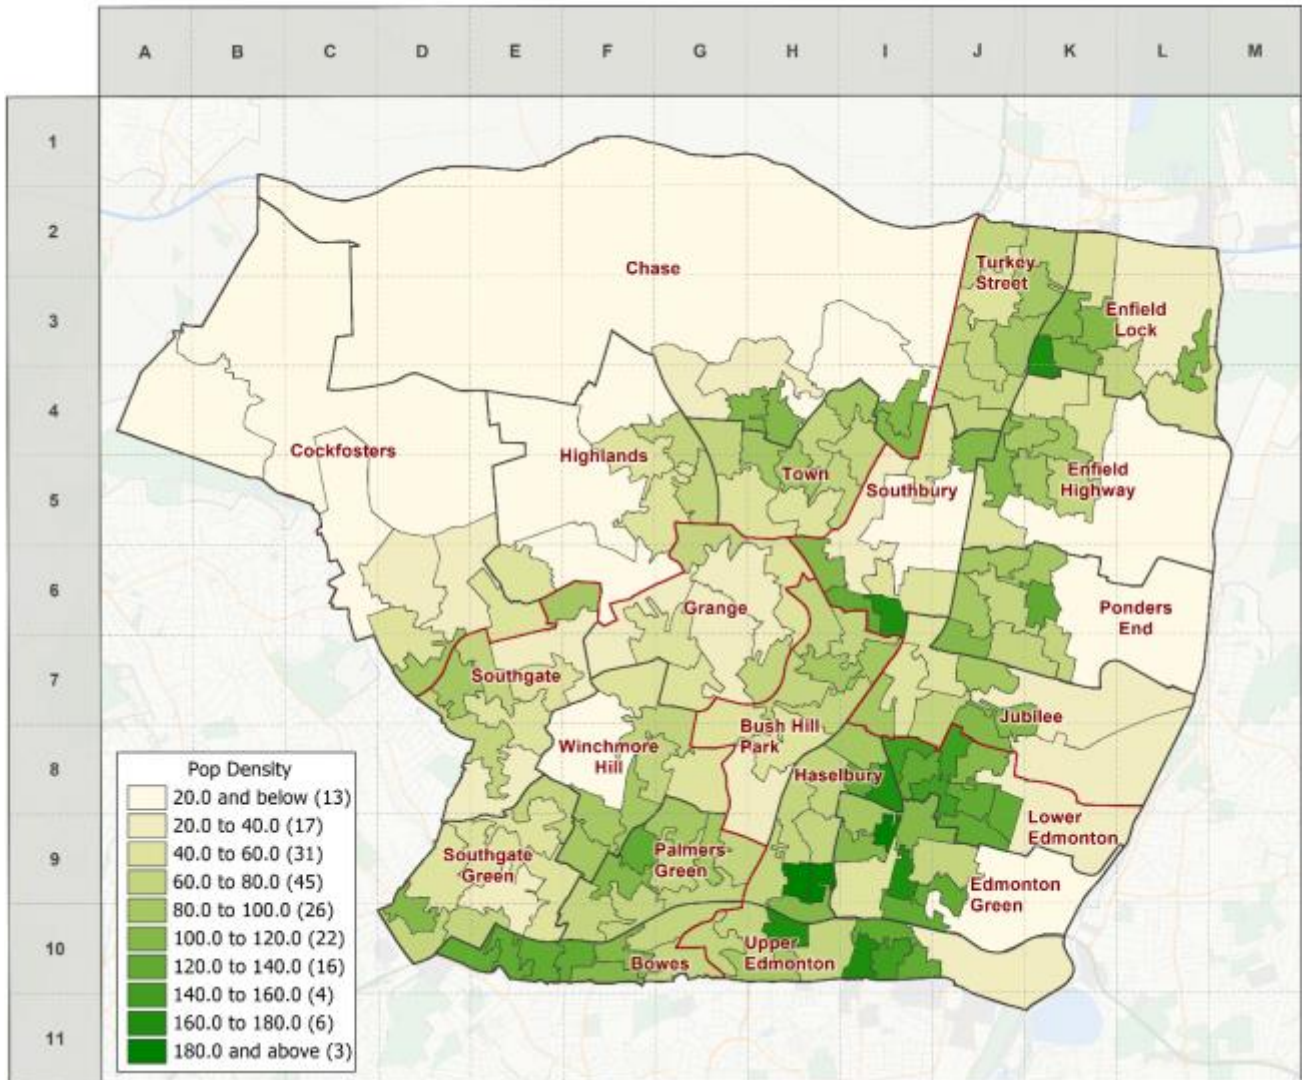 A B C D E F G H I J K L M
1
2
Chase
Turkey
Street
3
Enfield
Lock
4
Cockfosters
Highlands
Town
Enfield
Highway
Southbury
5
6
Grange
Ponders
End
7
Southgate
Jubilee
Bush Hill
Park
Winchmore
Hill
8
Haselbury
Lower
Edmonton
9
Southgate
Green
Palmers
Green
Edmonton
Green
10
Bowes
Upper
Edmonton
11
Pop Density
20.0 and below (13)
20.0 to 40.0 (17)
40.0 to 60.0 (31)
60.0 to 80.0 (45)
80.0 to 100.0 (26)
100.0 to 120.0 (22)
120.0 to 140.0 (16)
140.0 to 160.0 (4)
160.0 to 180.0 (6)
180.0 and above (3)